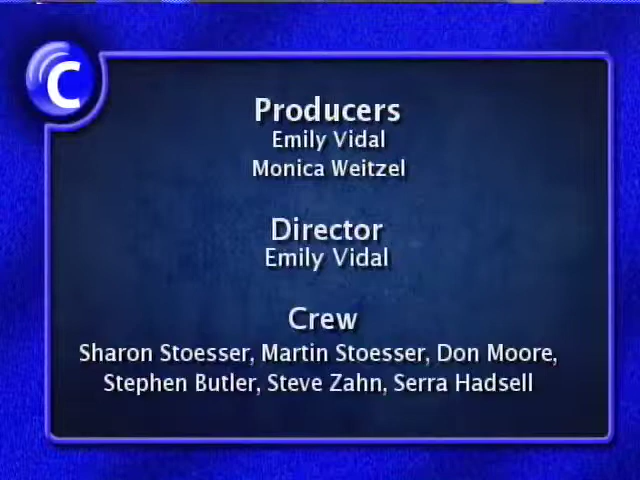 C
Producers
Emily Vidal
Monica Weitzel
Director
Emily Vidal
Crew
Sharon Stoesser, Martin Stoesser, Don Moore,
Stephen Butler, Steve Zahn, Serra Hadsell